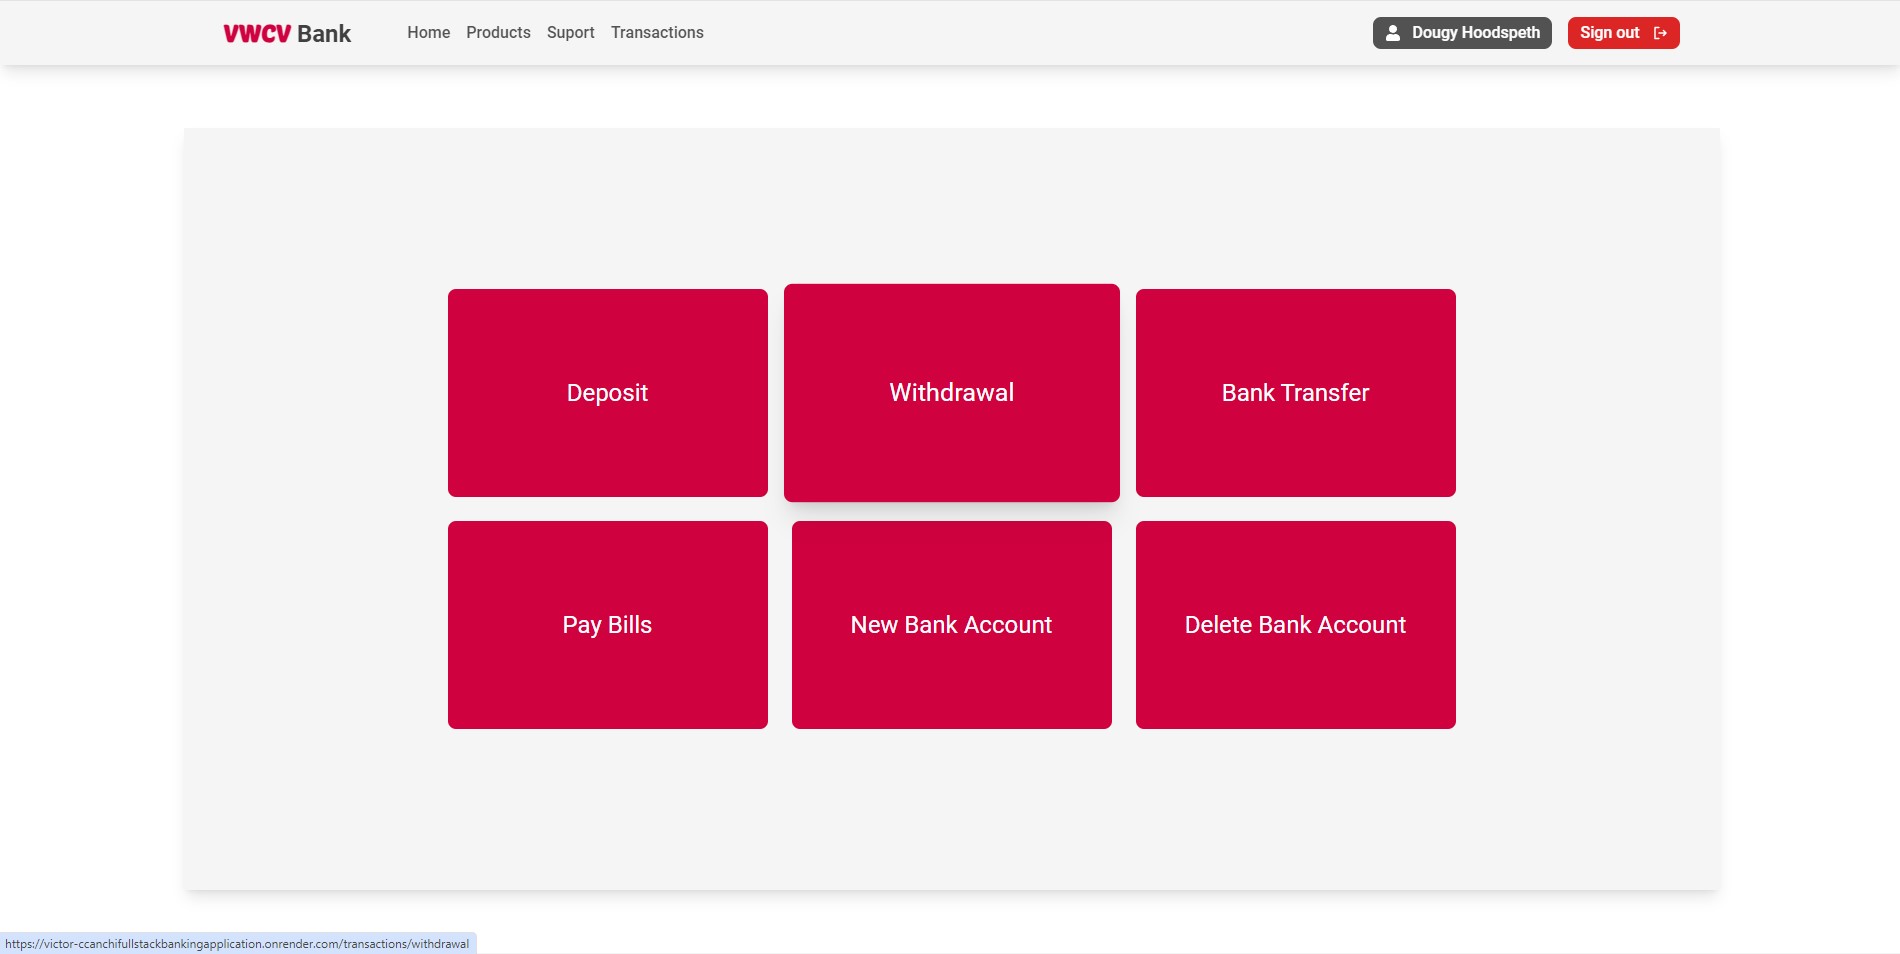 VWCV Bank Home Products Suport Transactions Dougy Hoodspeth Sign out
Deposit Withdrawal Bank Transfer
Pay Bills New Bank Account Delete Bank Account
https://victor-ccanchifullstackbankingapplication.onrender.com/transactions/withdrawal